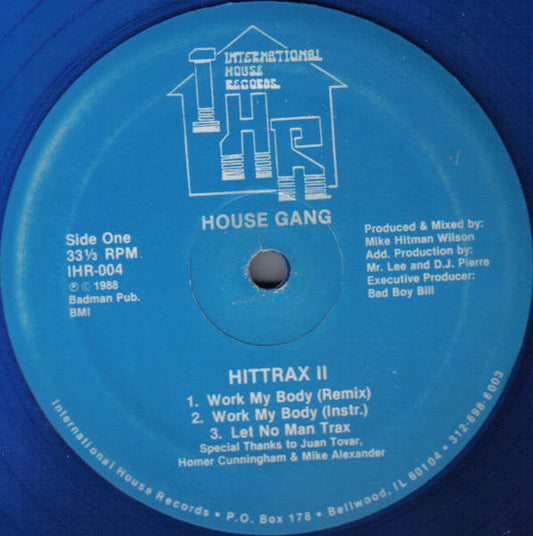 INTERNATIONAL
HOUSE
RECORDS
IHR
HOUSE GANG
Side One
33⅓ RPM
IHR-004
Ⓟ © 1988
Badman Pub.
BMI
Produced & Mixed by:
Mike Hitman Wilson
Add. Production by:
Mr. Lee and D.J. Pierre
Executive Producer:
Bad Boy Bill
HITTRAX II
1. Work My Body (Remix)
2. Work My Body (Instr.)
3. Let No Man Trax
Special Thanks to Juan Tovar,
Homer Cunningham & Mike Alexander
International House Records • P.O. Box 178 • Bellwood, IL 60104 • 312-698-6003